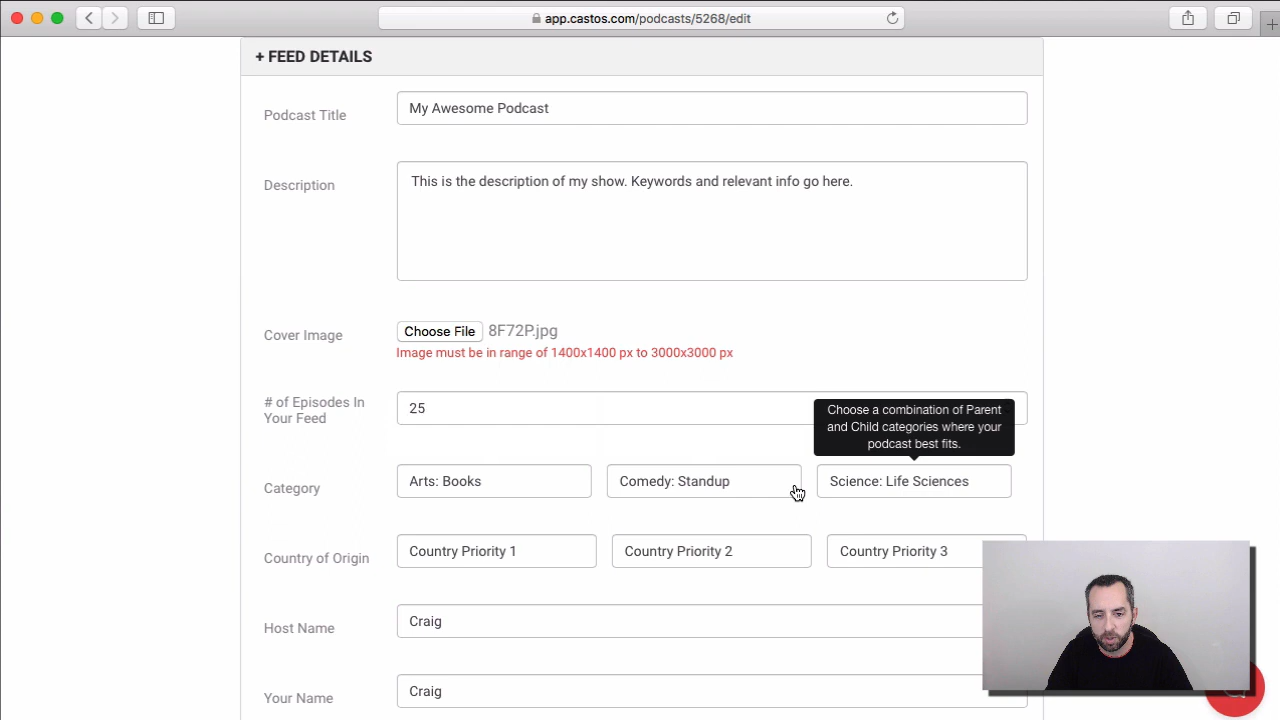 app.castos.com/podcasts/5268/edit
+ FEED DETAILS
Podcast Title
My Awesome Podcast
Description
This is the description of my show. Keywords and relevant info go here.
Cover Image
Choose File 8F72P.jpg
Image must be in range of 1400x1400 px to 3000x3000 px
# of Episodes In
Your Feed
25
Choose a combination of Parent
and Child categories where your
podcast best fits.
Category
Arts: Books
Comedy: Standup
Science: Life Sciences
Country of Origin
Country Priority 1
Country Priority 2
Country Priority 3
Host Name
Craig
Your Name
Craig